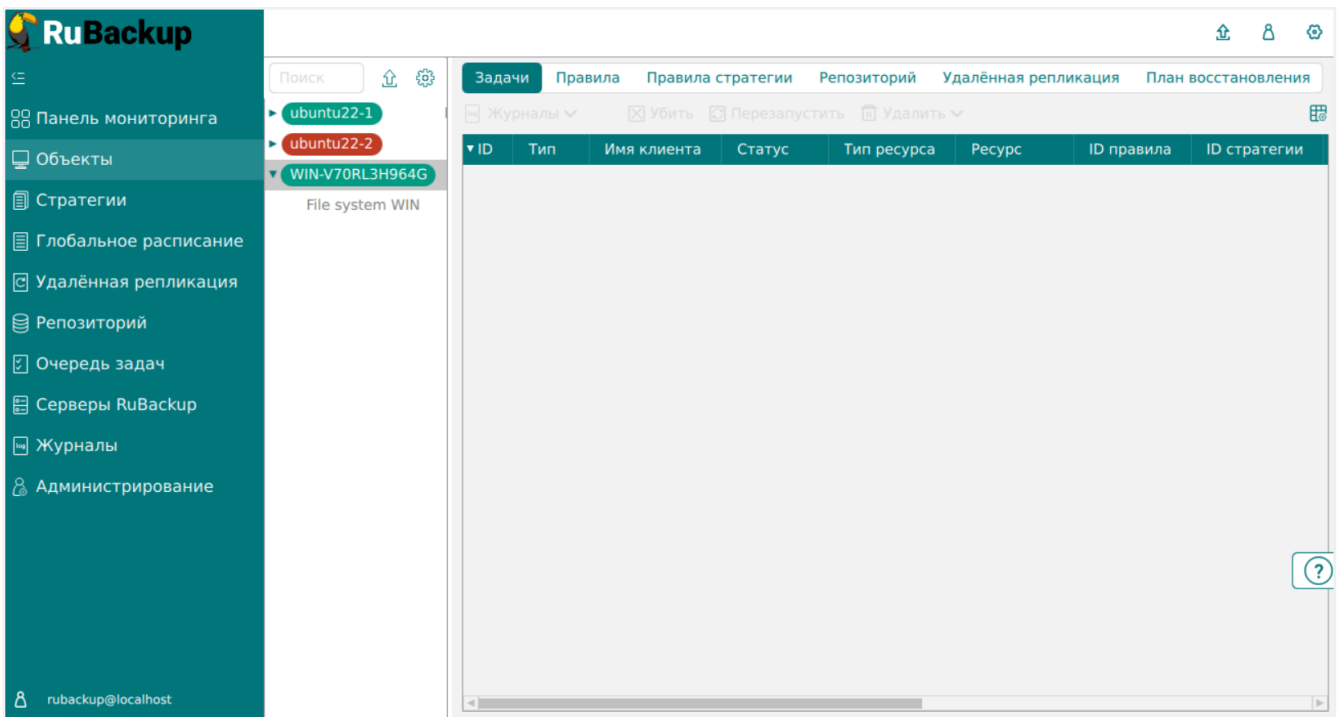 RuBackup
Поиск
Задачи Правила Правила стратегии Репозиторий Удалённая репликация План восстановления
Панель мониторинга
Объекты
Стратегии
Глобальное расписание
Удалённая репликация
Репозиторий
Очередь задач
Серверы RuBackup
Журналы
Администрирование
rubackup@localhost
ubuntu22-1
ubuntu22-2
WIN-V70RL3H964G
File system WIN
Журналы Убить Перезапустить Удалить
ID Тип Имя клиента Статус Тип ресурса Ресурс ID правила ID стратегии
?